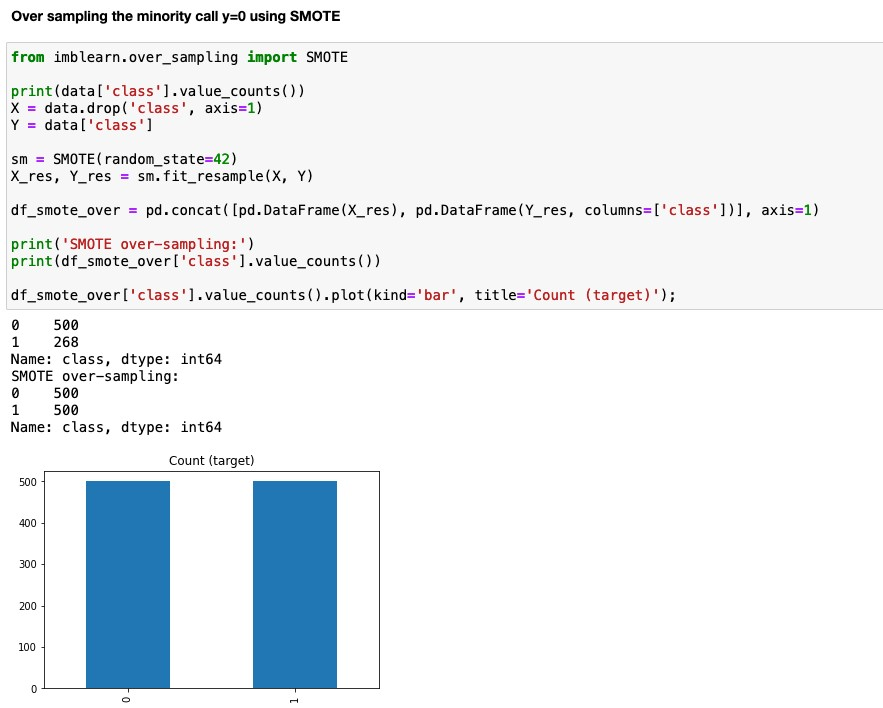 Over sampling the minority call y=0 using SMOTE
from imblearn.over_sampling import SMOTE
print(data['class'].value_counts())
X = data.drop('class', axis=1)
Y = data['class']
sm = SMOTE(random_state=42)
X_res, Y_res = sm.fit_resample(X, Y)
df_smote_over = pd.concat([pd.DataFrame(X_res), pd.DataFrame(Y_res, columns=['class'])], axis=1)
print('SMOTE over-sampling:')
print(df_smote_over['class'].value_counts())
df_smote_over['class'].value_counts().plot(kind='bar', title='Count (target)');
0    500
1    268
Name: class, dtype: int64
SMOTE over-sampling:
0    500
1    500
Name: class, dtype: int64
Count (target)
500
400
300
200
100
0
0 1